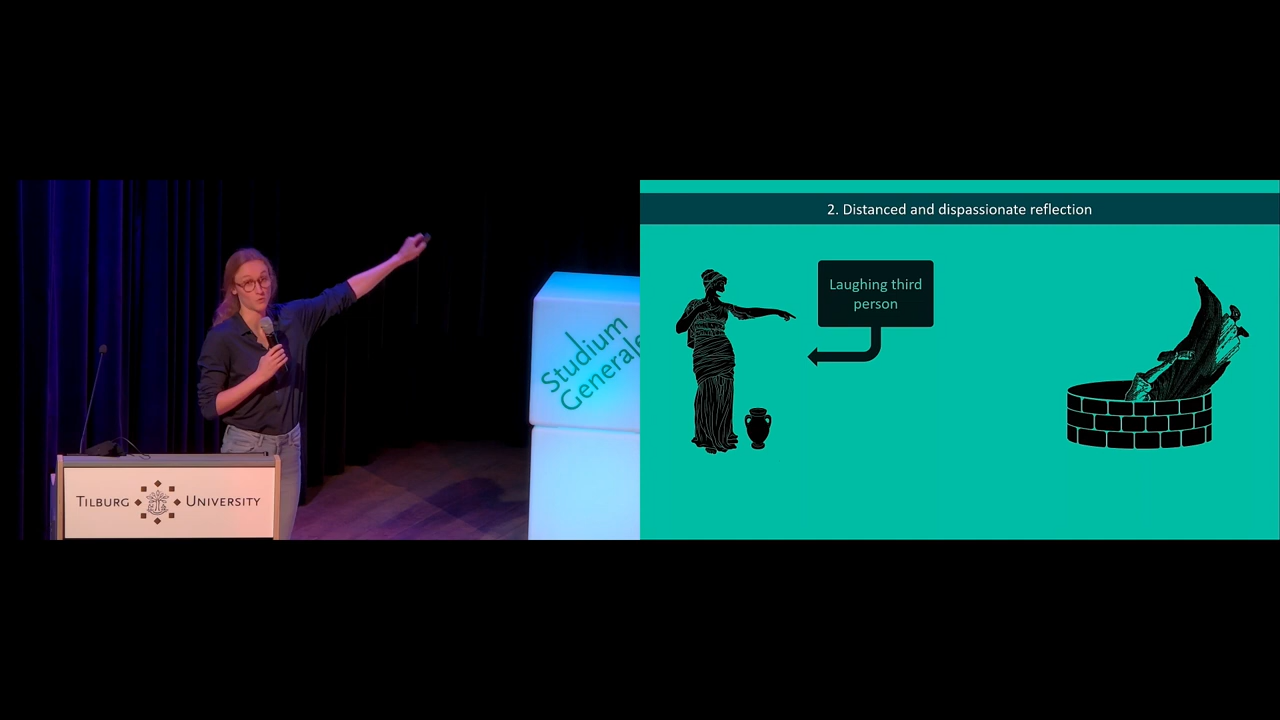 Studium
Generale
TILBURG UNIVERSITY
2. Distanced and dispassionate reflection
Laughing third
person